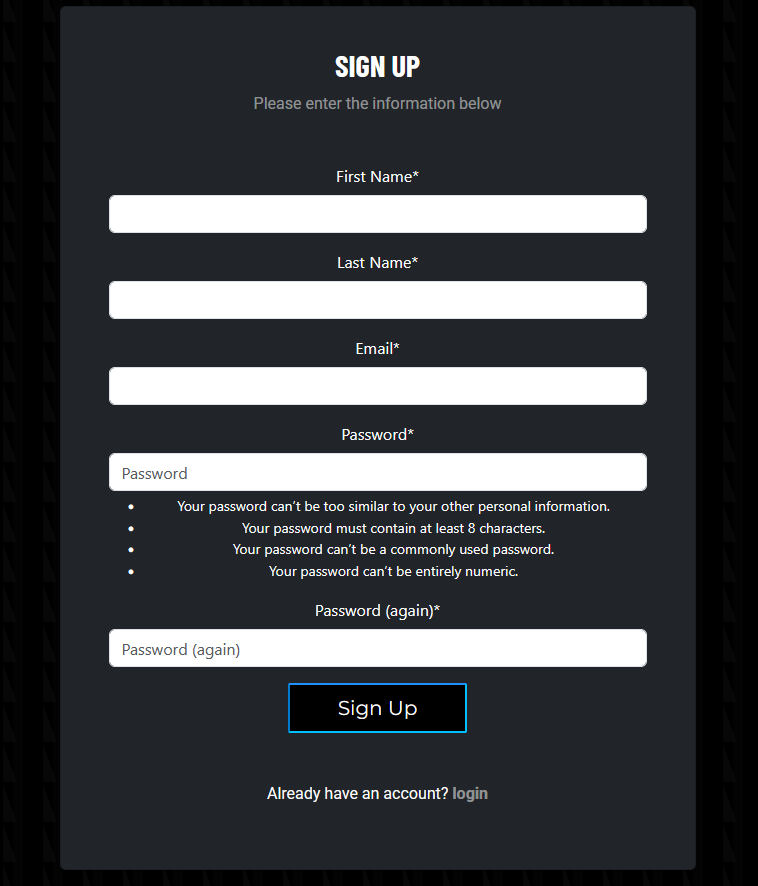 SIGN UP
Please enter the information below
First Name*
Last Name*
Email*
Password*
Password
• Your password can’t be too similar to your other personal information.
• Your password must contain at least 8 characters.
• Your password can’t be a commonly used password.
• Your password can’t be entirely numeric.
Password (again)*
Password (again)
Sign Up
Already have an account? login